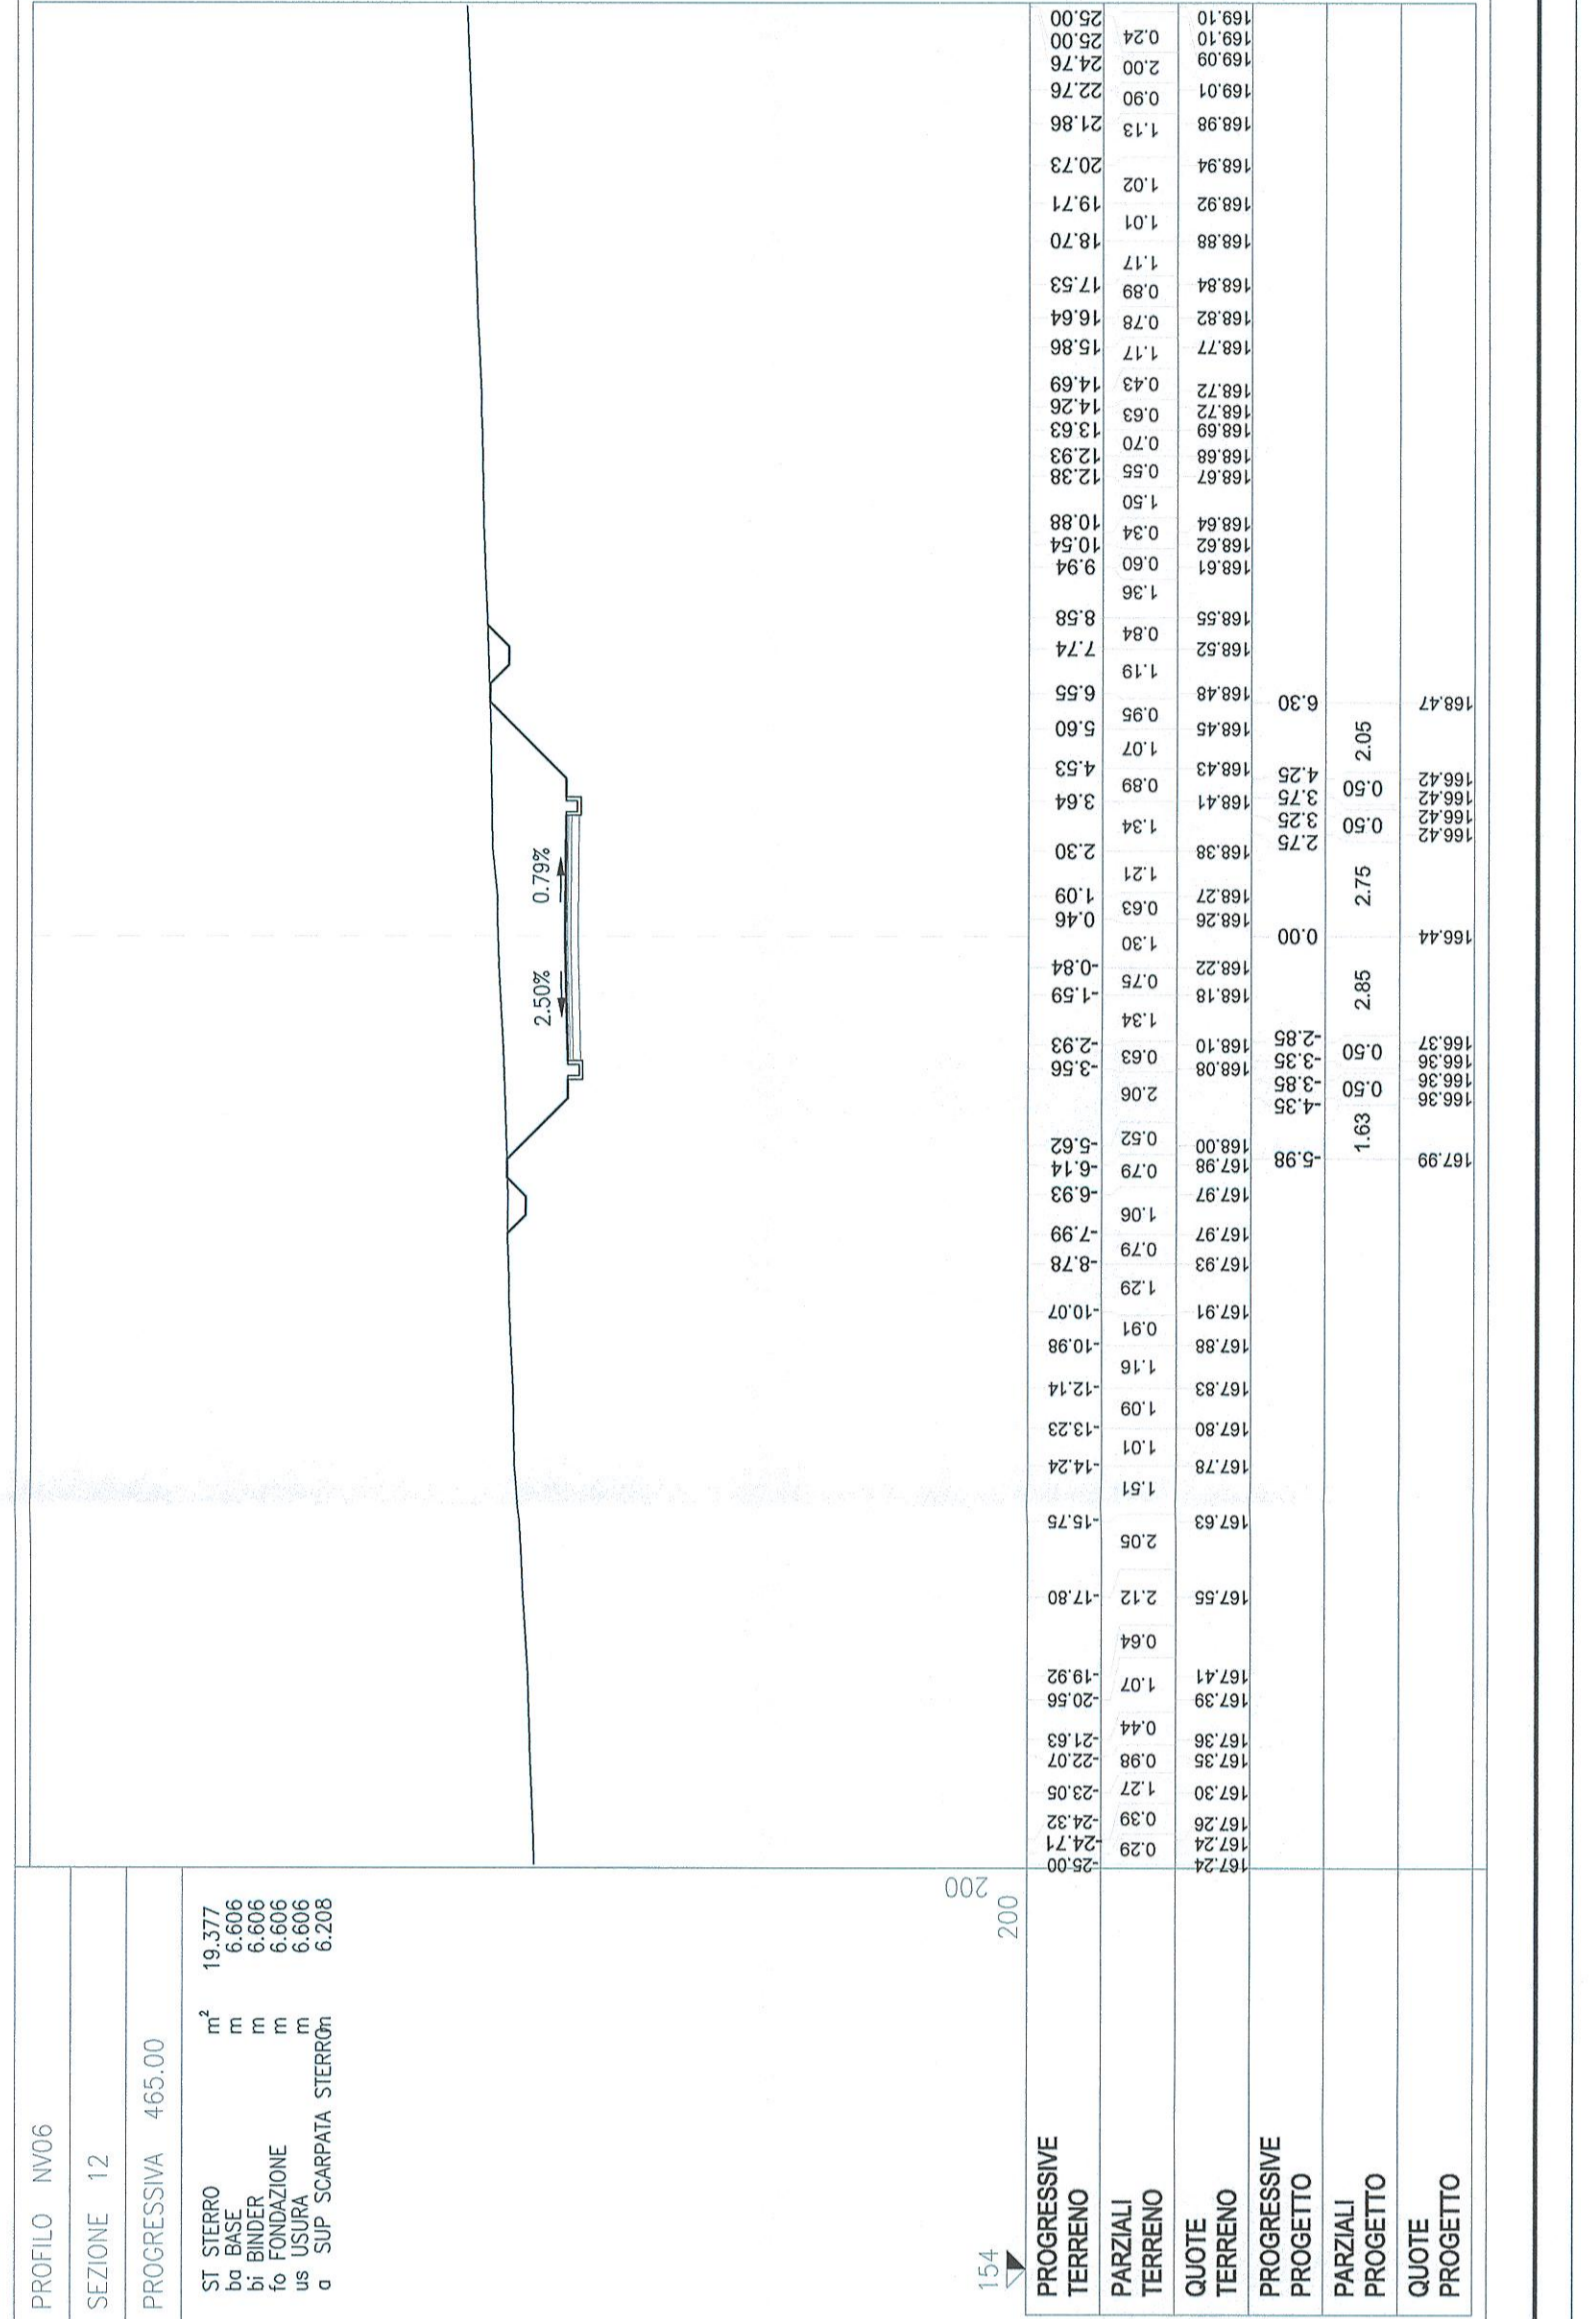 PROFILO NV06
SEZIONE 12
PROGRESSIVA 465.00
ST STERRO m² 19.377
ba BASE m 6.606
bi BINDER m 6.606
fo FONDAZIONE m 6.606
us USURA m 6.606
a SUP SCARPATA STERRO m 6.208
2.50% 0.79%
200
200
154
PROGRESSIVE TERRENO
-25.00 -24.71 -24.32 -23.05 -22.07 -21.63 -20.56 -19.92 -17.80 -15.75 -14.24 -13.23 -12.14 -10.98 -10.07 -8.78 -7.99 -6.93 -6.14 -5.62 -3.56 -2.93 -1.59 -0.84 0.46 1.09 2.30 3.64 4.53 5.60 6.55 7.74 8.58 9.94 10.54 10.88 12.38 12.93 13.63 14.26 14.69 15.86 16.64 17.53 18.70 19.71 20.73 21.86 22.76 24.76 25.00 25.00
PARZIALI TERRENO
0.29 0.39 1.27 0.98 0.44 1.07 0.64 2.12 2.05 1.51 1.01 1.09 1.16 0.91 1.29 0.79 1.06 0.79 0.52 2.06 0.63 1.34 0.75 1.30 0.63 1.21 1.34 0.89 1.07 0.95 1.19 0.84 1.36 0.60 0.34 1.50 0.55 0.70 0.63 0.43 1.17 0.78 0.89 1.17 1.01 1.02 1.13 0.90 2.00 0.24
QUOTE TERRENO
167.24 167.24 167.26 167.30 167.35 167.36 167.39 167.41 167.55 167.63 167.78 167.80 167.83 167.88 167.91 167.93 167.97 167.97 167.98 168.00 168.08 168.10 168.18 168.22 168.26 168.27 168.38 168.41 168.43 168.45 168.48 168.52 168.55 168.61 168.62 168.64 168.67 168.68 168.69 168.72 168.72 168.77 168.82 168.84 168.88 168.92 168.94 168.98 169.01 169.09 169.10 169.10
PROGRESSIVE PROGETTO
-5.98 -4.35 -3.85 -3.35 -2.85 0.00 2.75 3.25 3.75 4.25 6.30
PARZIALI PROGETTO
1.63 0.50 0.50 2.85 2.75 0.50 0.50 2.05
QUOTE PROGETTO
167.99 166.36 166.36 166.36 166.37 166.44 166.42 166.42 166.42 166.42 168.47